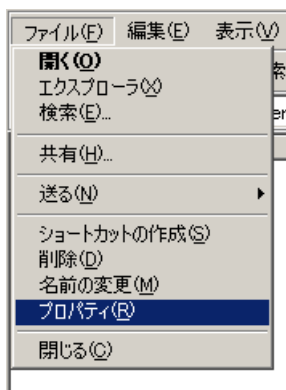 ファイル(F) 編集(E) 表示(V)
開く(O)
エクスプローラ(X)
検索(E)...
共有(H)...
送る(N)
ショートカットの作成(S)
削除(D)
名前の変更(M)
プロパティ(R)
閉じる(C)